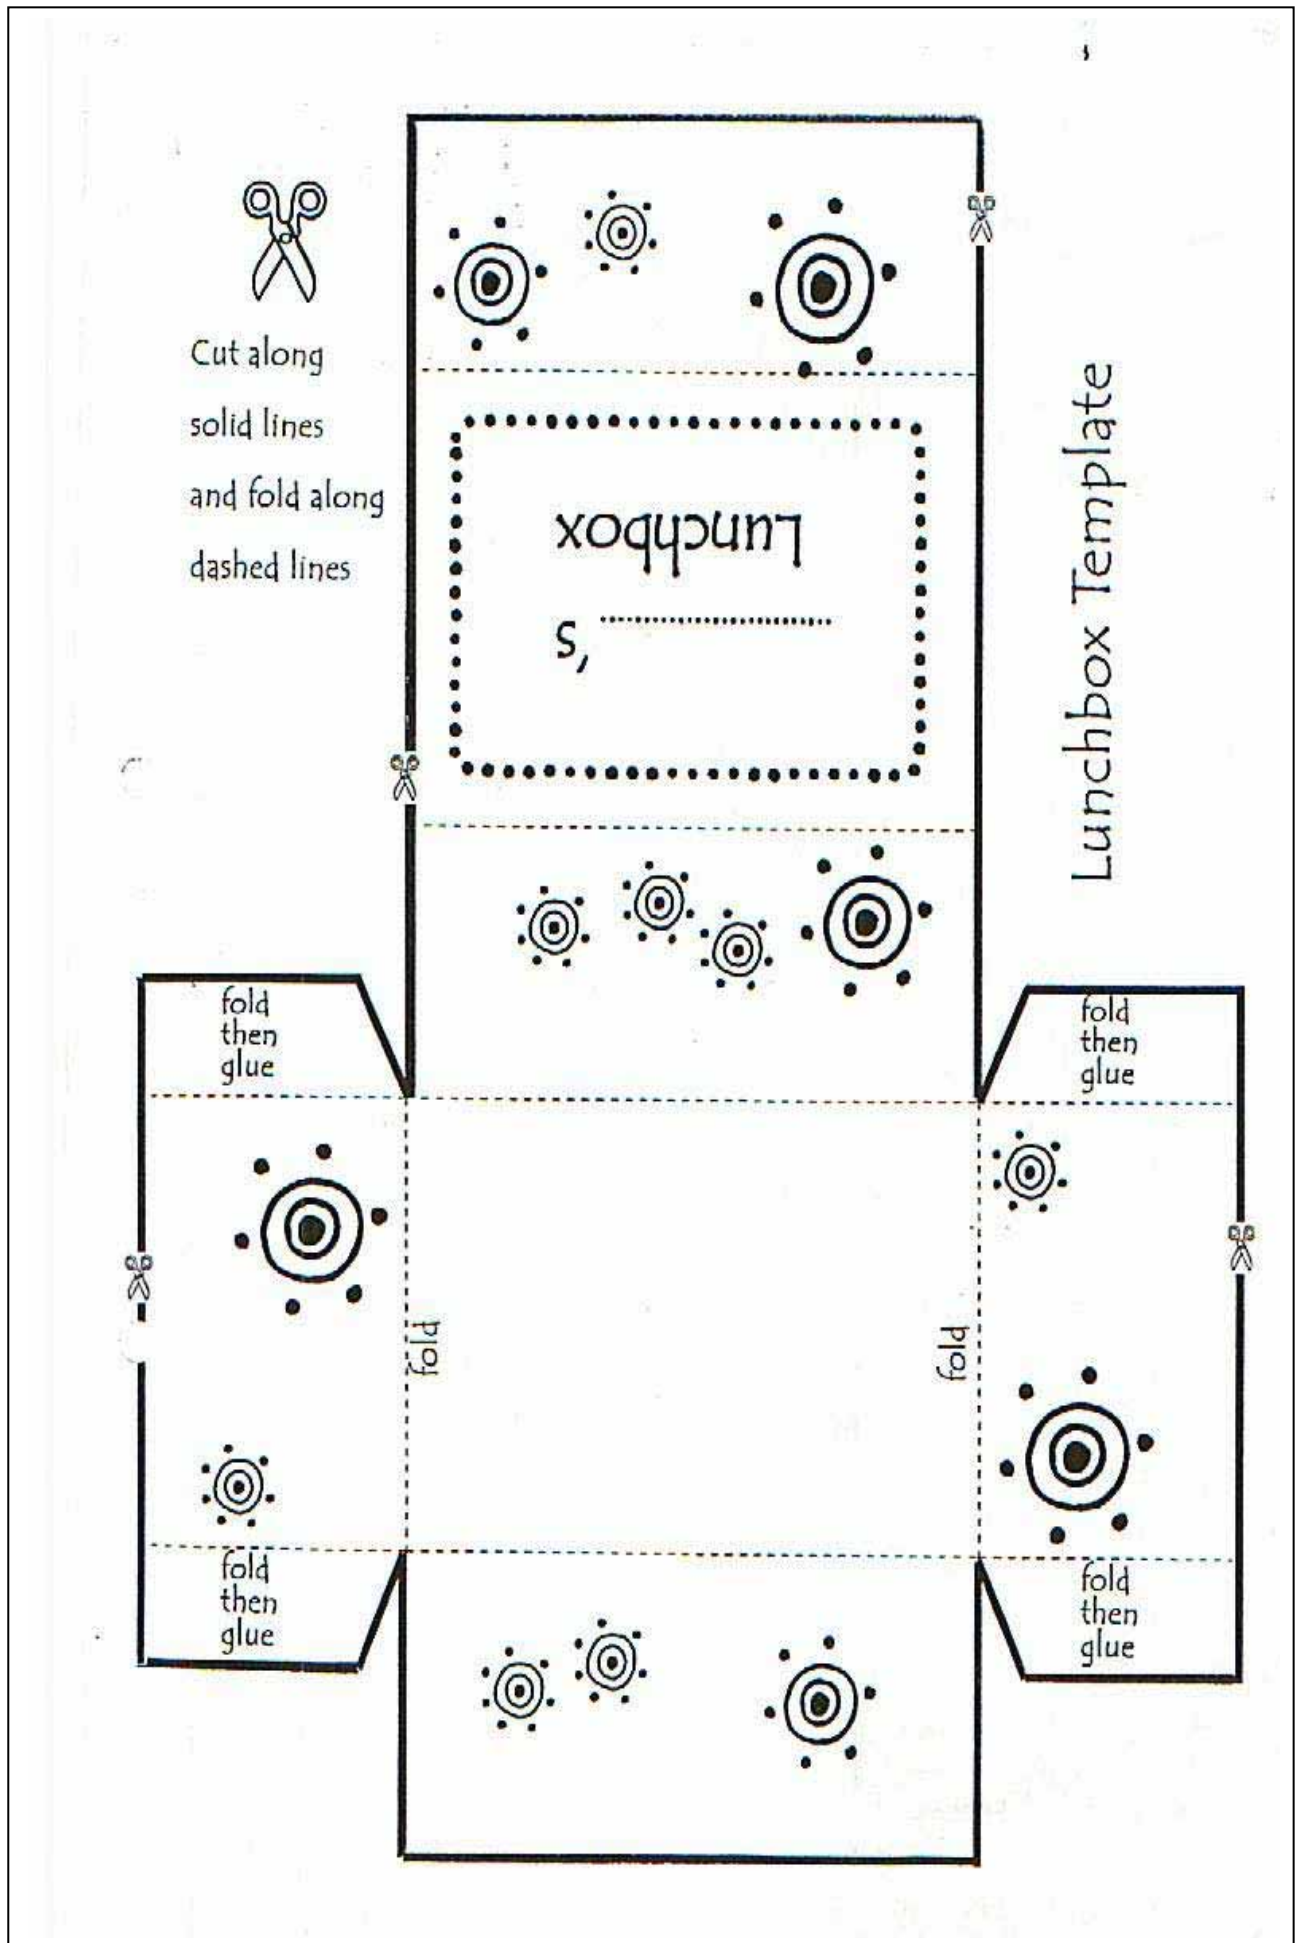 Cut along
solid lines
and fold along
dashed lines
Lunchbox Template
's
Lunchbox
fold
then
glue
fold
then
glue
fold
fold
fold
then
glue
fold
then
glue